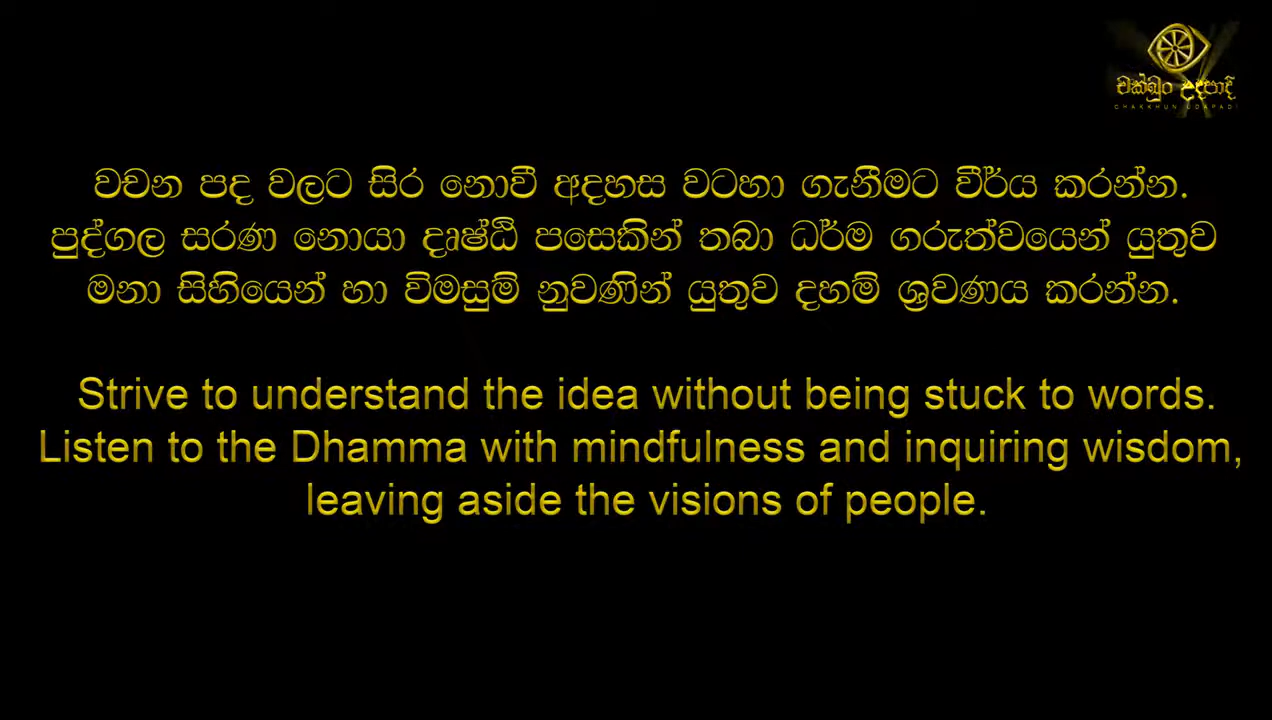 චක්ඛුං උදපාදි
CHAKKHUN UDAPADI
වචන පද වලට සිර නොවී අදහස වටහා ගැනීමට වීර්ය කරන්න.
පුද්ගල සරණ නොයා දෘෂ්ඨි පසෙකින් තබා ධර්ම ගරුත්වයෙන් යුතුව
මනා සිහියෙන් හා විමසුම් නුවණින් යුතුව දහම් ශ්‍රවණය කරන්න.
Strive to understand the idea without being stuck to words.
Listen to the Dhamma with mindfulness and inquiring wisdom,
leaving aside the visions of people.